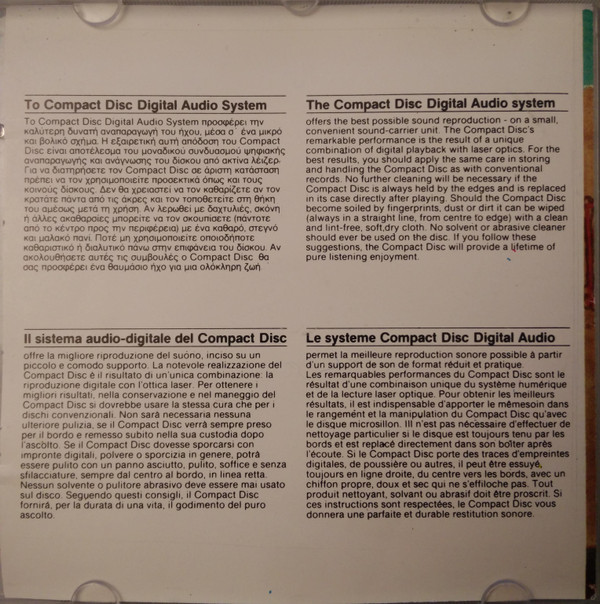 Το Compact Disc Digital Audio System
Το Compact Disc Digital Audio System προσφέρει την
καλύτερη δυνατή αναπαραγωγή του ήχου, μέσα σ΄ ένα μικρό
και βολικό σχήμα. Η εξαιρετική αυτή απόδοση του Compact
Disc είναι αποτέλεσμα του μοναδικού συνδυασμού ψηφιακής
αναπαραγωγής και ανάγνωσης του δίσκου από ακτίνα λέιζερ.
Για να διατηρήσετε τον Compact Disc σε άριστη κατάσταση
πρέπει να τον χρησιμοποιείτε προσεκτικά όπως και τους
κοινούς δίσκους. Δεν θα χρειαστεί να τον καθαρίζετε αν τον
κρατάτε πάντα από τις άκρες και τον τοποθετείτε στη θήκη
του αμέσως μετά τη χρήση. Αν λερωθεί με δαχτυλιές, σκόνη
ή άλλες ακαθαρσίες μπορείτε να τον σκουπίσετε (πάντοτε
από το κέντρο προς την περιφέρεια) με ένα καθαρό, στεγνό
και μαλακό πανί. Ποτέ μη χρησιμοποιείτε οποιοδήποτε
καθαριστικό ή διαλυτικό πάνω στην επιφάνεια του δίσκου. Αν
ακολουθήσετε αυτές τις συμβουλές ο Compact Disc θα
σας προσφέρει ένα θαυμάσιο ήχο για μια ολόκληρη ζωή.
The Compact Disc Digital Audio system
offers the best possible sound reproduction - on a small,
convenient sound-carrier unit. The Compact Disc's
remarkable performance is the result of a unique
combination of digital playback with laser optics. For the
best results, you should apply the same care in storing
and handling the Compact Disc as with conventional
records. No further cleaning will be necessary if the
Compact Disc is always held by the edges and is replaced
in its case directly after playing. Should the Compact Disc
become soiled by fingerprints, dust or dirt it can be wiped
(always in a straight line, from centre to edge) with a clean
and lint-free, soft,dry cloth. No solvent or abrasive cleaner
should ever be used on the disc. If you follow these
suggestions, the Compact Disc will provide a lifetime of
pure listening enjoyment.
Il sistema audio-digitale del Compact Disc
offre la migliore riproduzione del suóno, inciso su un
piccolo e comodo supporto. La notevole realizzazione del
Compact Disc é il risultato di un'unica combinazione: la
riproduzione digitale con l'ottica laser. Per ottenere i
migliori risultati, nella conservazione e nel maneggio del
Compact Disc si dovrebbe usare la stessa cura che per i
dischi convenzionali. Non sará necessaria nessuna
ulteriore pulizia, se il Compact Disc verrá sempre preso
per il bordo e remesso subito nella sua custodia dopo
l'ascólto. Se il Compact Disc dovesse sporcarsi con
impronte digitali, polvere o sporcizia in genere, potrá
essere pulito con un panno asciutto, pulito, soffice e senza
sfilacciature, sempre dal centro al bordo, in linea retta.
Nessun solvente o pulitore abrasivo deve essere mai usato
sul disco. Seguendo questi consigli, il Compact Disc
fornirá, per la durata di una vita, il godimento del puro
ascolto.
Le systeme Compact Disc Digital Audio
permet la meilleure reproduction sonore possible à partir
d'un support de son de format réduit et pratique.
Les remarquables performances du Compact Disc sont le
résultat d'une combinaison unique du système numérique
et de la lecture laser optique. Pour obtenir les meilleurs
résultats, il est indispensable d'apporter le mêmesoin dans
le rangemént et la manipulation du Compact Disc qu'avec
le disque microsillon. Ill n'est pas nécessaire d'effectuer de
nettoyage particulier si le disque est toujours tenu par les
bords et est replacé directement dans son boîter après
l'écoute. Si le Compact Disc porte des traces d'empreintes
digitales, de poussière ou autres, il peut être essuyé,
toujours en ligne droite, du centre vers les bords, avec un
chiffon propre, doux et sec qui ne s'effiloche pas. Tout
produit nettoyant, solvant ou abrasif doit être proscrit. Si
ces instructions sont respectées, le Compact Disc vous
donnera une parfaite et durable restitution sonore.